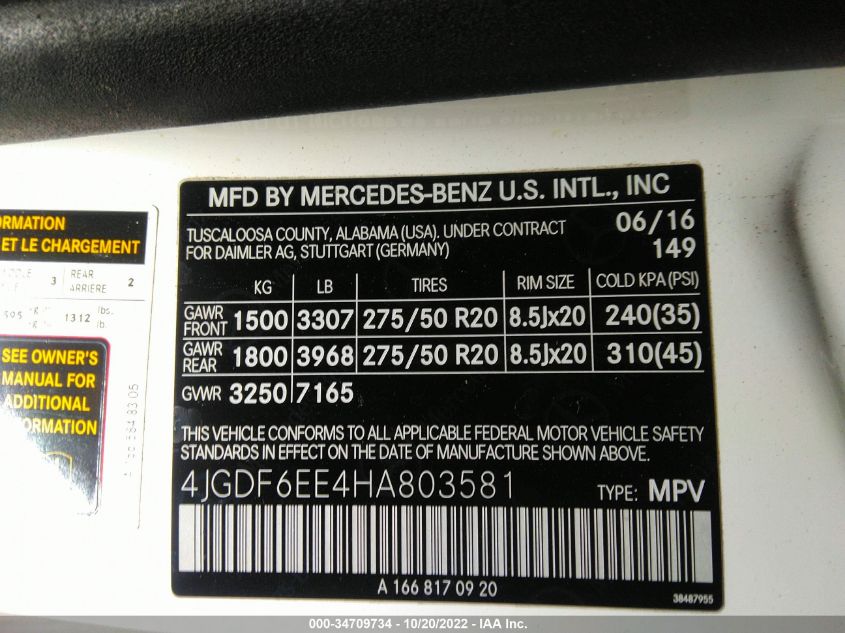 MFD BY MERCEDES-BENZ U.S. INTL., INC
TUSCALOOSA COUNTY, ALABAMA (USA). UNDER CONTRACT
FOR DAIMLER AG, STUTTGART (GERMANY)
06/16
149
KG LB TIRES RIM SIZE COLD KPA (PSI)
GAWR FRONT 1500 3307 275/50 R20 8.5Jx20 240(35)
GAWR REAR 1800 3968 275/50 R20 8.5Jx20 310(45)
GVWR 3250 7165
THIS VEHICLE CONFORMS TO ALL APPLICABLE FEDERAL MOTOR VEHICLE SAFETY
STANDARDS IN EFFECT ON THE DATE OF MANUFACTURE SHOWN ABOVE.
4JGDF6EE4HA803581 TYPE: MPV
A 166 817 09 20
38487955
ET LE CHARGEMENT
3 REAR ARRIERE 2
kg 1312 lbs.
kg lb.
SEE OWNER'S
MANUAL FOR
ADDITIONAL
000-34709734 - 10/20/2022 - IAA Inc.